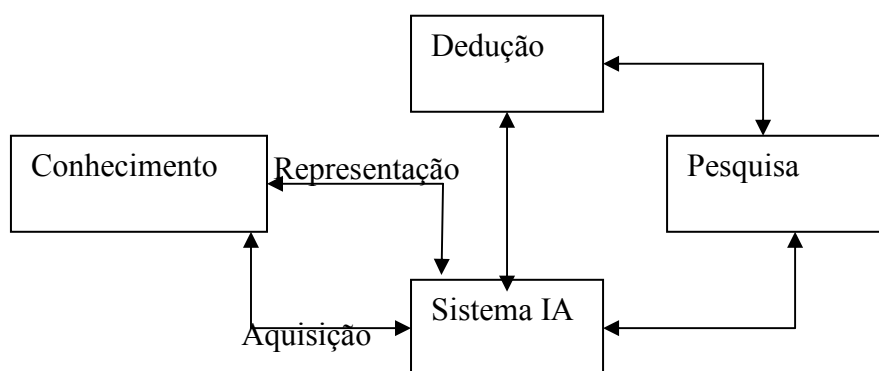 Dedução
Conhecimento
Representação
Pesquisa
Sistema IA
Aquisição